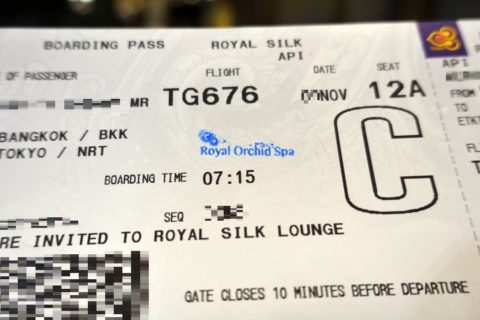 BOARDING PASS ROYAL SILK
API
OF PASSENGER FLIGHT DATE SEAT
MR TG676 NOV 12A
BANGKOK / BKK
TOKYO / NRT
Royal Orchid Spa
C
BOARDING TIME 07:15
SEQ
RE INVITED TO ROYAL SILK LOUNGE
GATE CLOSES 10 MINUTES BEFORE DEPARTURE
API
FROM
TO
ETKT